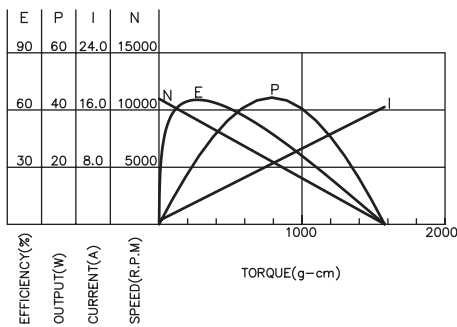 E P I N
90 60 24.0 15000
N E P I
60 40 16.0 10000
30 20 8.0 5000
1000 2000
EFFICIENCY(%)
OUTPUT(W)
CURRENT(A)
SPEED(R.P.M)
TORQUE(g-cm)